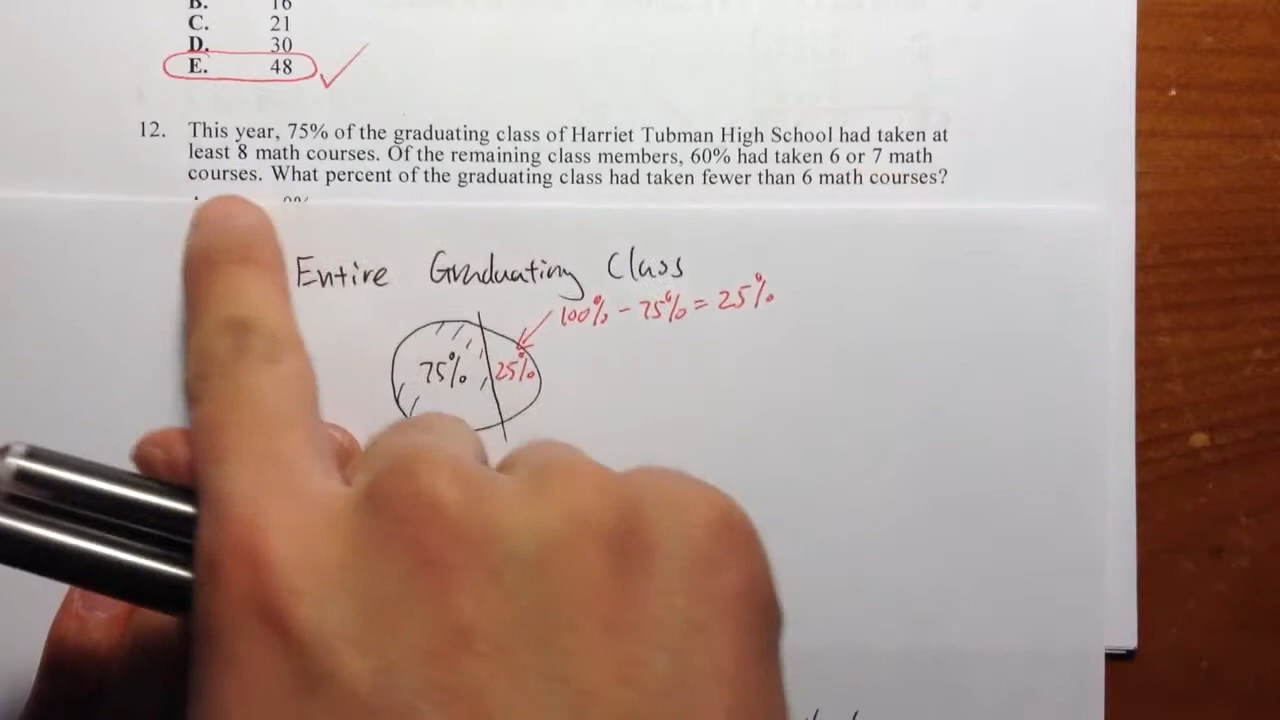 B. 16
C. 21
D. 30
E. 48
12. This year, 75% of the graduating class of Harriet Tubman High School had taken at
least 8 math courses. Of the remaining class members, 60% had taken 6 or 7 math
courses. What percent of the graduating class had taken fewer than 6 math courses?
Entire Graduating Class
100% - 75% = 25%
75% 25%